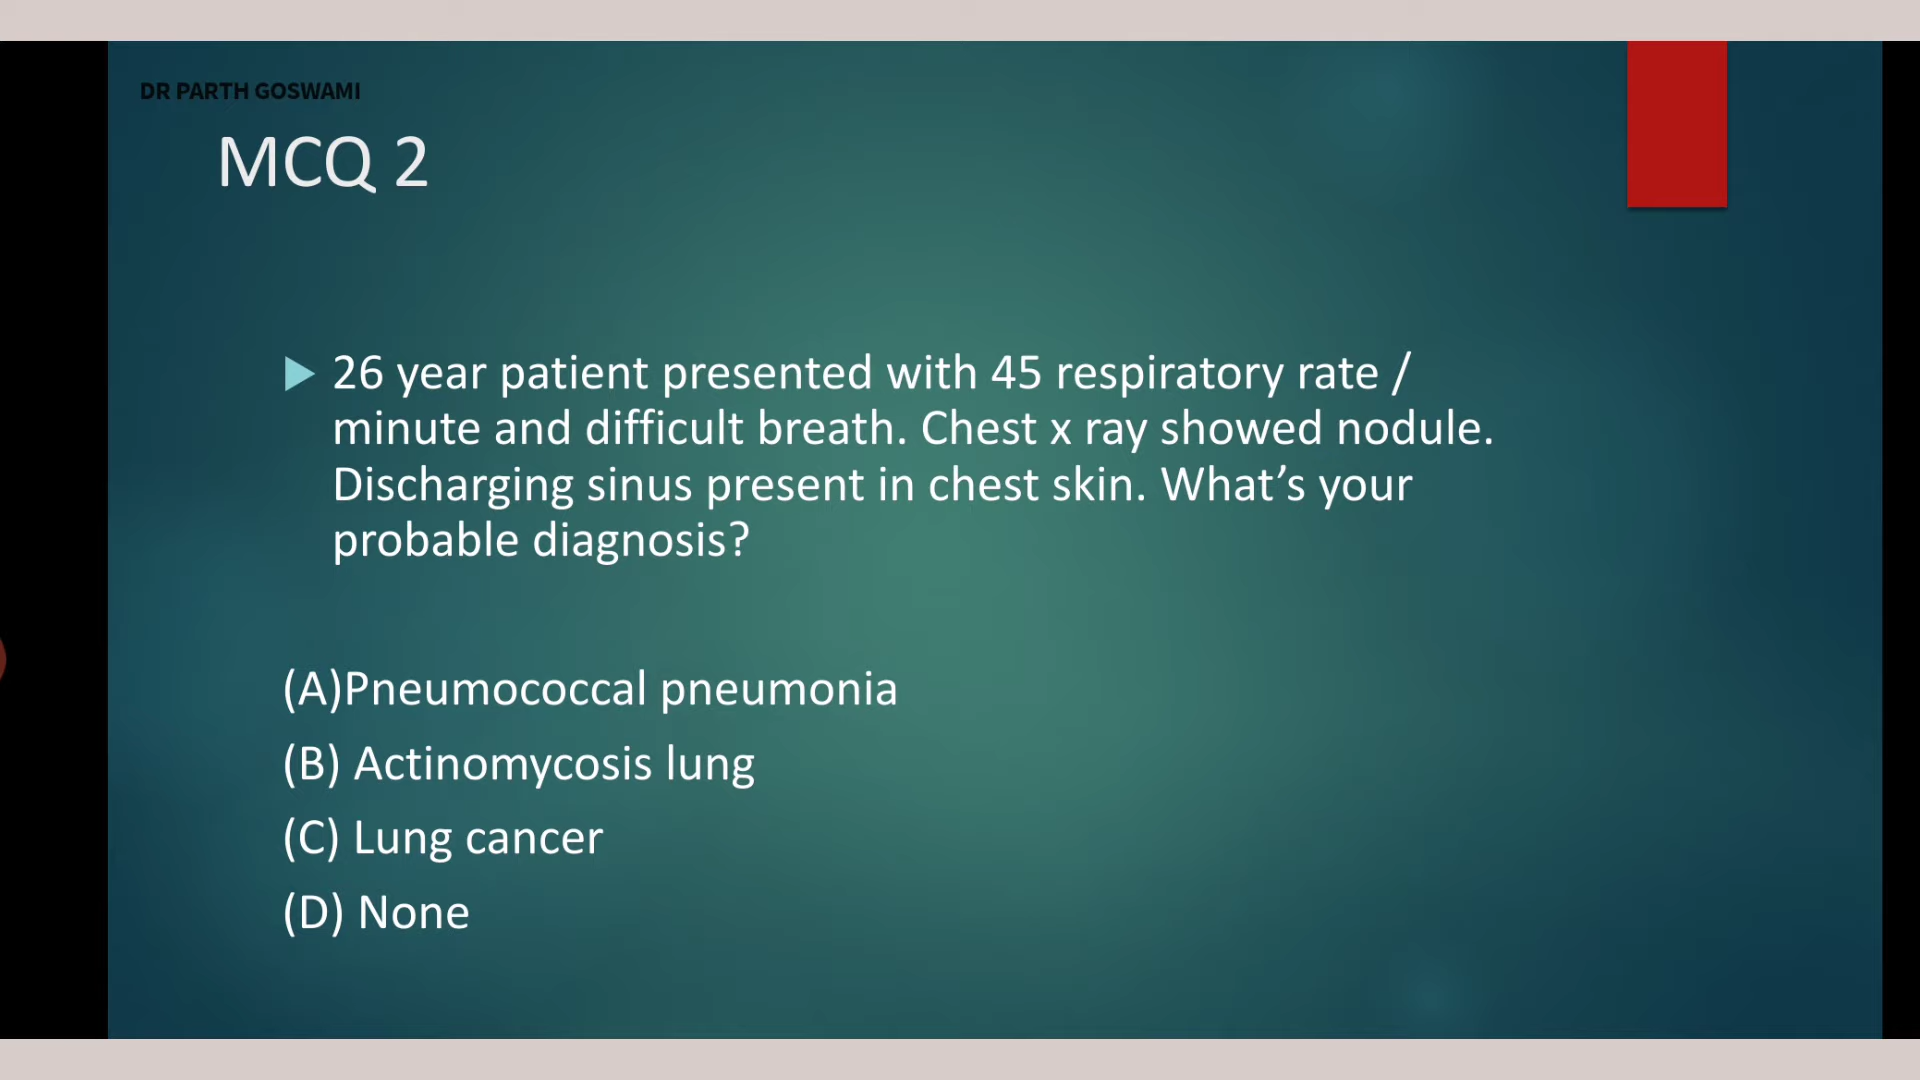 DR PARTH GOSWAMI
MCQ 2
26 year patient presented with 45 respiratory rate /
minute and difficult breath. Chest x ray showed nodule.
Discharging sinus present in chest skin. What’s your
probable diagnosis?
(A)Pneumococcal pneumonia
(B) Actinomycosis lung
(C) Lung cancer
(D) None